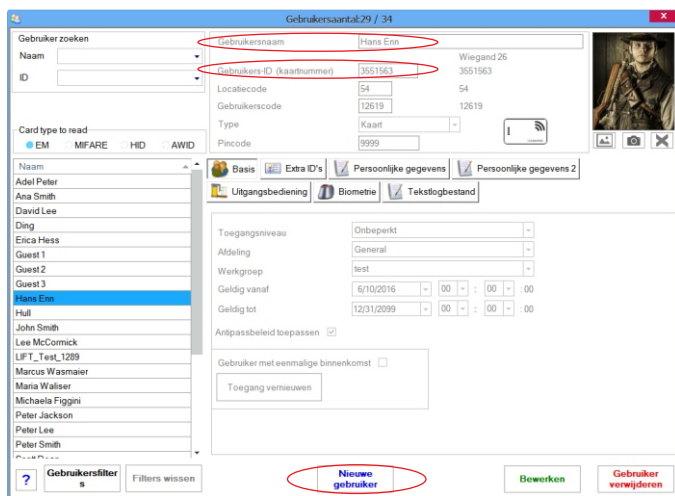 Gebruikersaantal:29 / 34
x
Gebruiker zoeken
Naam
ID
Card type to read
EM MIFARE HID AWID
Gebruikersnaam Hans Enn
Wiegand 26
Gebruikers-ID (kaartnummer) 3551563 3551563
Locatiecode 54 54
Gebruikerscode 12619 12619
Type Kaart
Pincode 9999
Naam
Adel Peter
Ana Smith
David Lee
Ding
Erica Hess
Guest 1
Guest 2
Guest 3
Hans Enn
Hull
John Smith
Lee McCormick
LIFT_Test_1289
Marcus Wasmaier
Maria Waliser
Michaela Figgini
Peter Jackson
Peter Lee
Peter Smith
Basis Extra ID's Persoonlijke gegevens Persoonlijke gegevens 2
Uitgangsbediening Biometrie Tekstlogbestand
Toegangsniveau Onbeperkt
Afdeling General
Werkgroep test
Geldig vanaf 6/10/2016 00 : 00 :00
Geldig tot 12/31/2099 00 : 00 :00
Antipassbeleid toepassen
Gebruiker met eenmalige binnenkomst
Toegang vernieuwen
?
Gebruikersfilter
s
Filters wissen
Nieuwe
gebruiker
Bewerken
Gebruiker
verwijderen